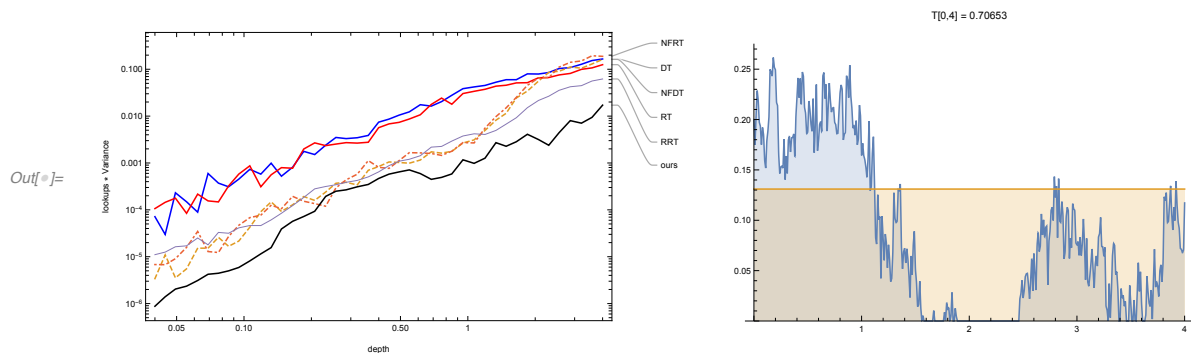 Out[•]=
lookups * Variance
0.100
0.010
0.001
10⁻⁴
10⁻⁵
10⁻⁶
0.05
0.10
0.50
1
depth
NFRT
DT
NFDT
RT
RRT
ours
T[0,4] = 0.70653
0.25
0.20
0.15
0.10
0.05
1
2
3
4